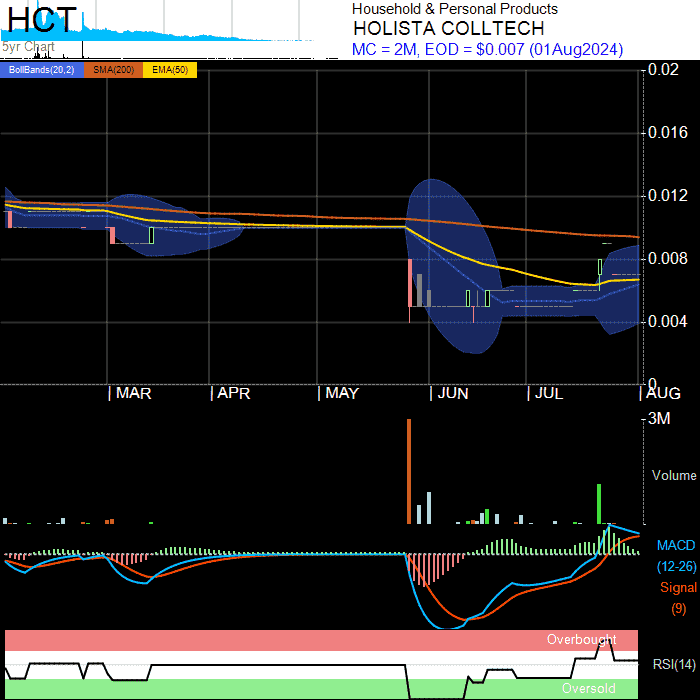 HCT
5yr Chart
Household & Personal Products
HOLISTA COLLTECH
MC = 2M, EOD = $0.007 (01Aug2024)
BollBands(20,2) SMA(200) EMA(50)
0.02
0.016
0.012
0.008
0.004
0
MAR APR MAY JUN JUL AUG
3M
Volume
MACD
(12-26)
Signal
(9)
Overbought
RSI(14)
Oversold